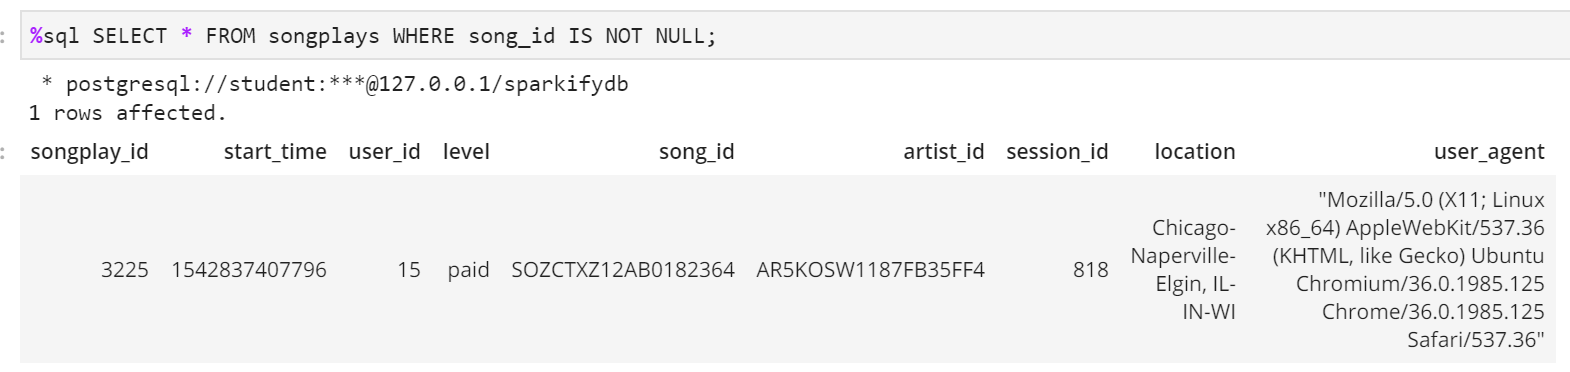 %sql SELECT * FROM songplays WHERE song_id IS NOT NULL;
* postgresql://student:***@127.0.0.1/sparkifydb
1 rows affected.
songplay_id start_time user_id level song_id artist_id session_id location user_agent
3225 1542837407796 15 paid SOZCTXZ12AB0182364 AR5KOSW1187FB35FF4 818
Chicago-
Naperville-
Elgin, IL-
IN-WI
"Mozilla/5.0 (X11; Linux
x86_64) AppleWebKit/537.36
(KHTML, like Gecko) Ubuntu
Chromium/36.0.1985.125
Chrome/36.0.1985.125
Safari/537.36"